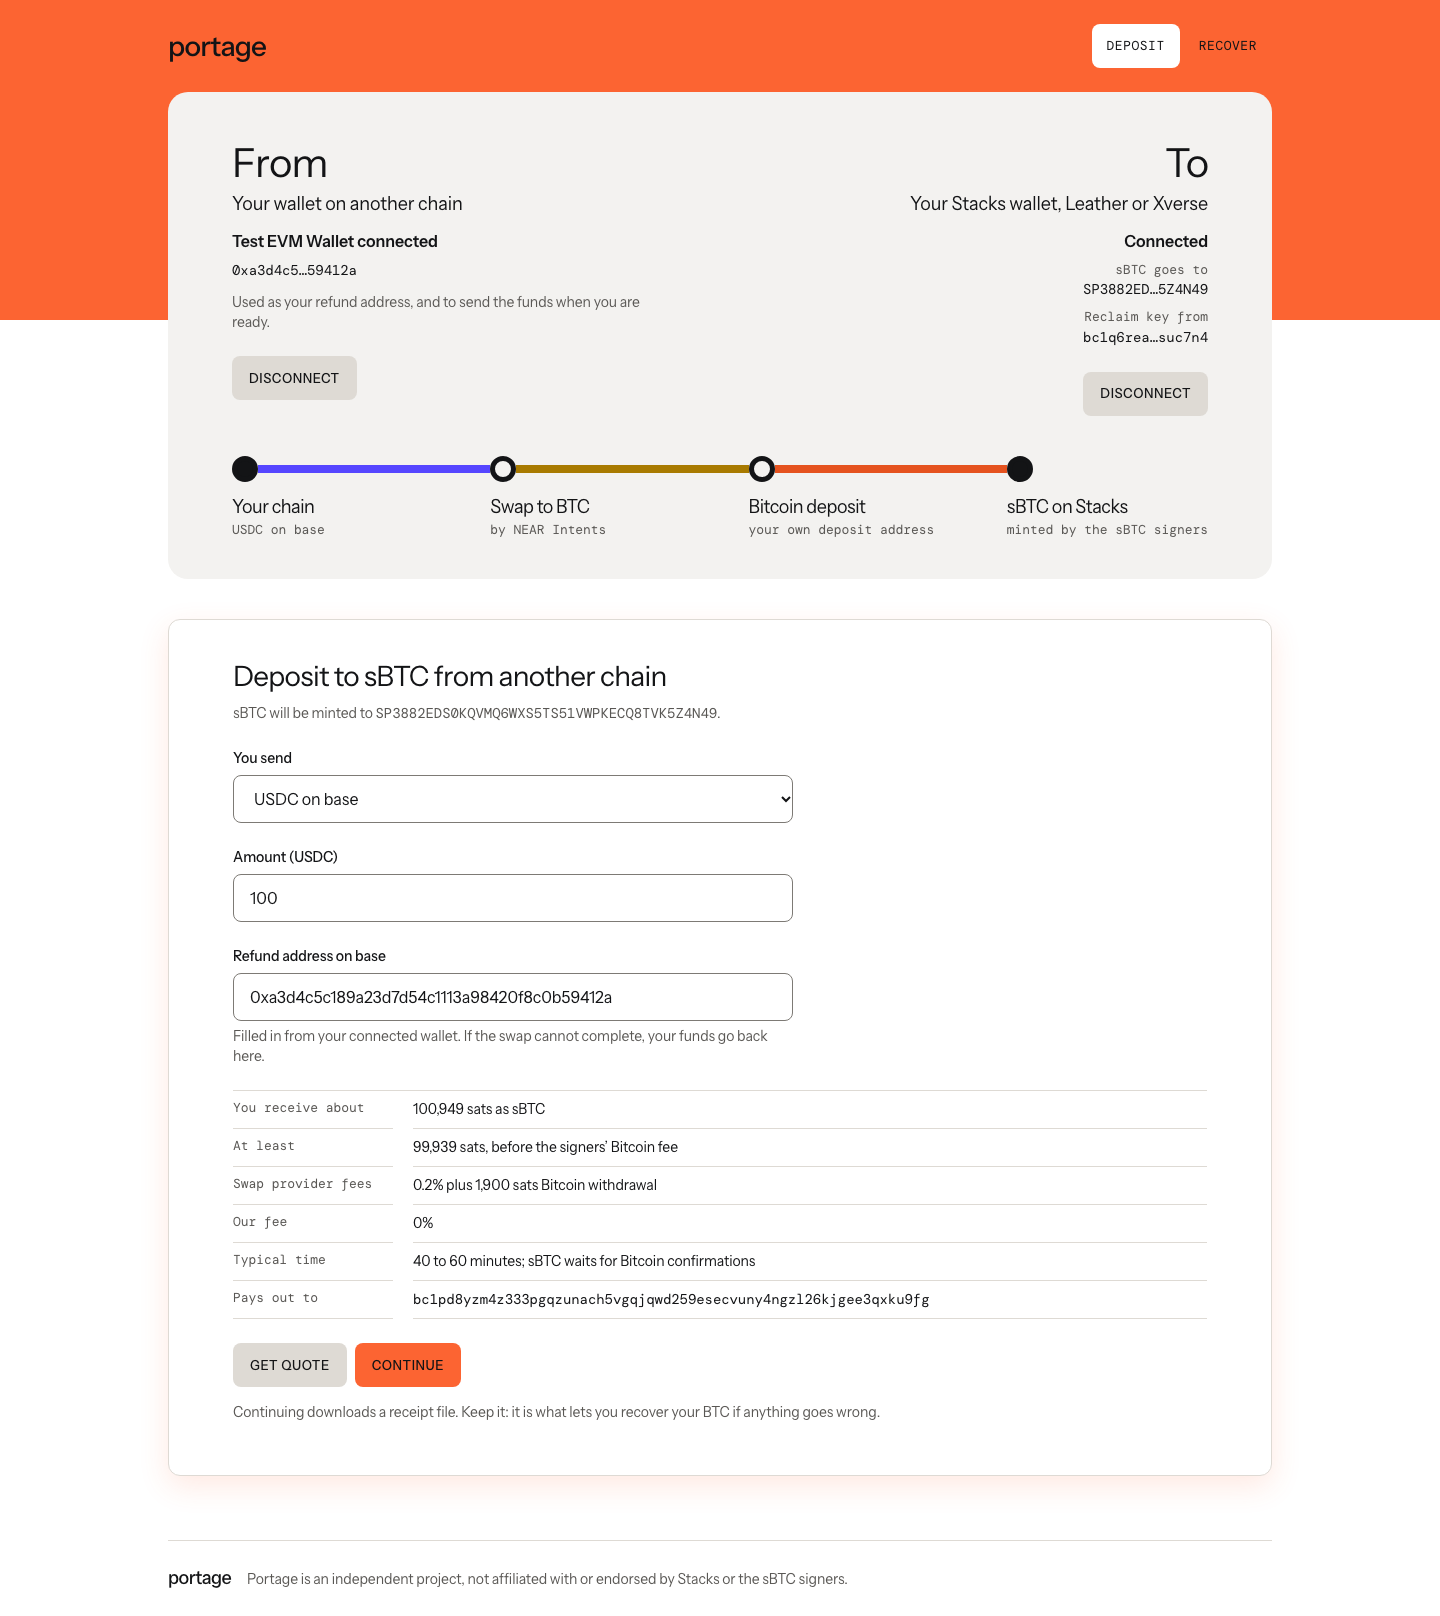 portage
DEPOSIT
RECOVER
From
Your wallet on another chain
Test EVM Wallet connected
0xa3d4c5…59412a
Used as your refund address, and to send the funds when you are
ready.
DISCONNECT
To
Your Stacks wallet, Leather or Xverse
Connected
sBTC goes to
SP3882ED…5Z4N49
Reclaim key from
bc1q6rea…suc7n4
DISCONNECT
Your chain
USDC on base
Swap to BTC
by NEAR Intents
Bitcoin deposit
your own deposit address
sBTC on Stacks
minted by the sBTC signers
Deposit to sBTC from another chain
sBTC will be minted to SP3882EDS0KQVMQ6WXS5TS51VWPKECQ8TVK5Z4N49.
You send
USDC on base
Amount (USDC)
100
Refund address on base
0xa3d4c5c189a23d7d54c1113a98420f8c0b59412a
Filled in from your connected wallet. If the swap cannot complete, your funds go back
here.
You receive about
100,949 sats as sBTC
At least
99,939 sats, before the signers’ Bitcoin fee
Swap provider fees
0.2% plus 1,900 sats Bitcoin withdrawal
Our fee
0%
Typical time
40 to 60 minutes; sBTC waits for Bitcoin confirmations
Pays out to
bc1pd8yzm4z333pgqzunach5vgqjqwd259esecvuny4ngzl26kjgee3qxku9fg
GET QUOTE
CONTINUE
Continuing downloads a receipt file. Keep it: it is what lets you recover your BTC if anything goes wrong.
portage
Portage is an independent project, not affiliated with or endorsed by Stacks or the sBTC signers.